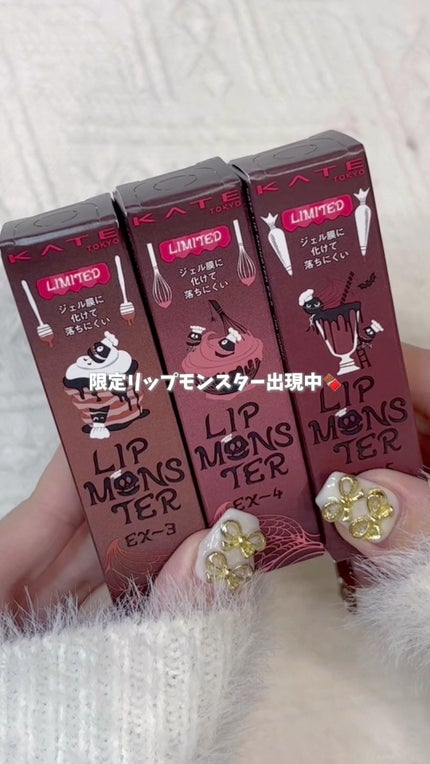 KATE
TOKYO
LIMITED
ジェル膜に
化けて
落ちにくい
LIP
MONS
TER
EX-3
KATE
TOKYO
LIMITED
ジェル膜に
化けて
落ちにくい
LIP
MONS
TER
EX-4
KATE
TOKYO
LIMITED
ジェル膜に
化けて
落ちにくい
LIP
MONS
TER
限定リップモンスター出現中🍫